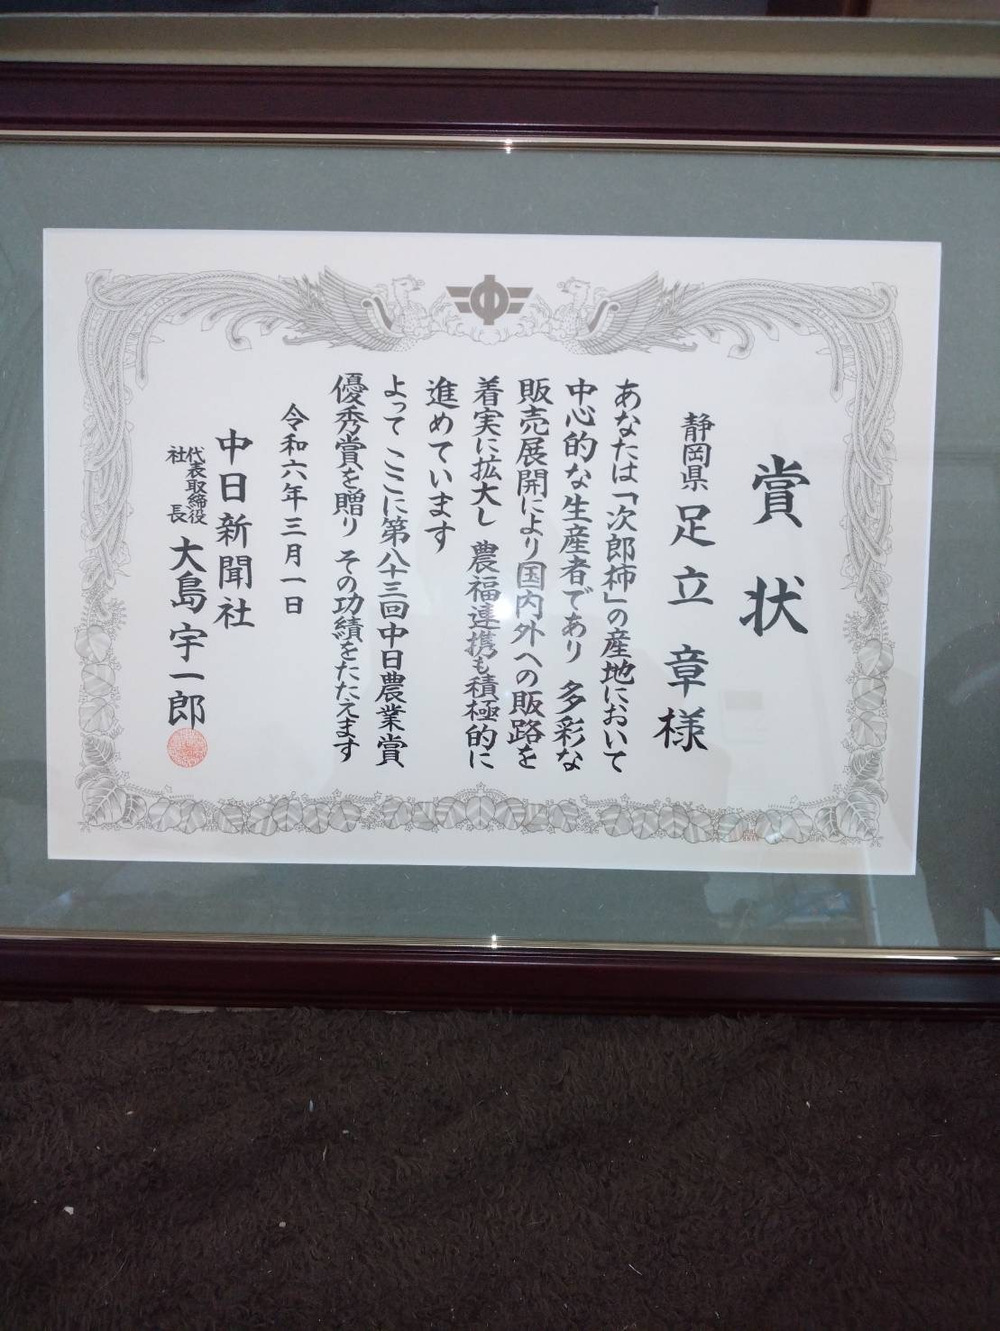 賞状
静岡県 足立 章様
あなたは「次郎柿」の産地において
中心的な生産者であり 多彩な
販売展開により国内外への販路を
着実に拡大し 農福連携も積極的に
進めています
よって ここに第八十三回中日農業賞
優秀賞を贈り その功績をたたえます
令和六年三月一日
中日新聞社
代表取締役
社長 大島宇一郎